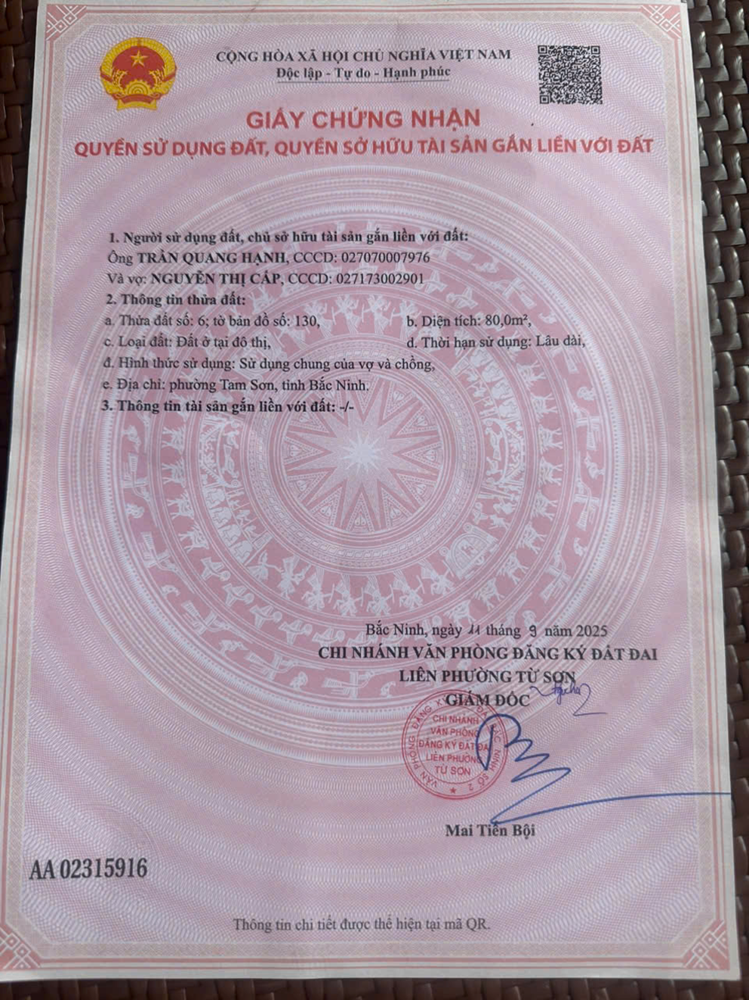 CỘNG HÒA XÃ HỘI CHỦ NGHĨA VIỆT NAM
Độc lập - Tự do - Hạnh phúc
GIẤY CHỨNG NHẬN
QUYỀN SỬ DỤNG ĐẤT, QUYỀN SỞ HỮU TÀI SẢN GẮN LIỀN VỚI ĐẤT
1. Người sử dụng đất, chủ sở hữu tài sản gắn liền với đất:
Ông TRẦN QUANG HẠNH, CCCD: 027070007976
Và vợ: NGUYỄN THỊ CẤP, CCCD: 027173002901
2. Thông tin thửa đất:
a. Thửa đất số: 6; tờ bản đồ số: 130, b. Diện tích: 80,0m²,
c. Loại đất: Đất ở tại đô thị, d. Thời hạn sử dụng: Lâu dài,
đ. Hình thức sử dụng: Sử dụng chung của vợ và chồng,
e. Địa chỉ: phường Tam Sơn, tỉnh Bắc Ninh.
3. Thông tin tài sản gắn liền với đất: -/-
Bắc Ninh, ngày 11 tháng 9 năm 2025
CHI NHÁNH VĂN PHÒNG ĐĂNG KÝ ĐẤT ĐAI
LIÊN PHƯỜNG TỪ SƠN
GIÁM ĐỐC
CHI NHÁNH
VĂN PHÒNG
ĐĂNG KÝ ĐẤT ĐAI
LIÊN PHƯỜNG
TỪ SƠN
Mai Tiến Bội
AA 02315916
Thông tin chi tiết được thể hiện tại mã QR.